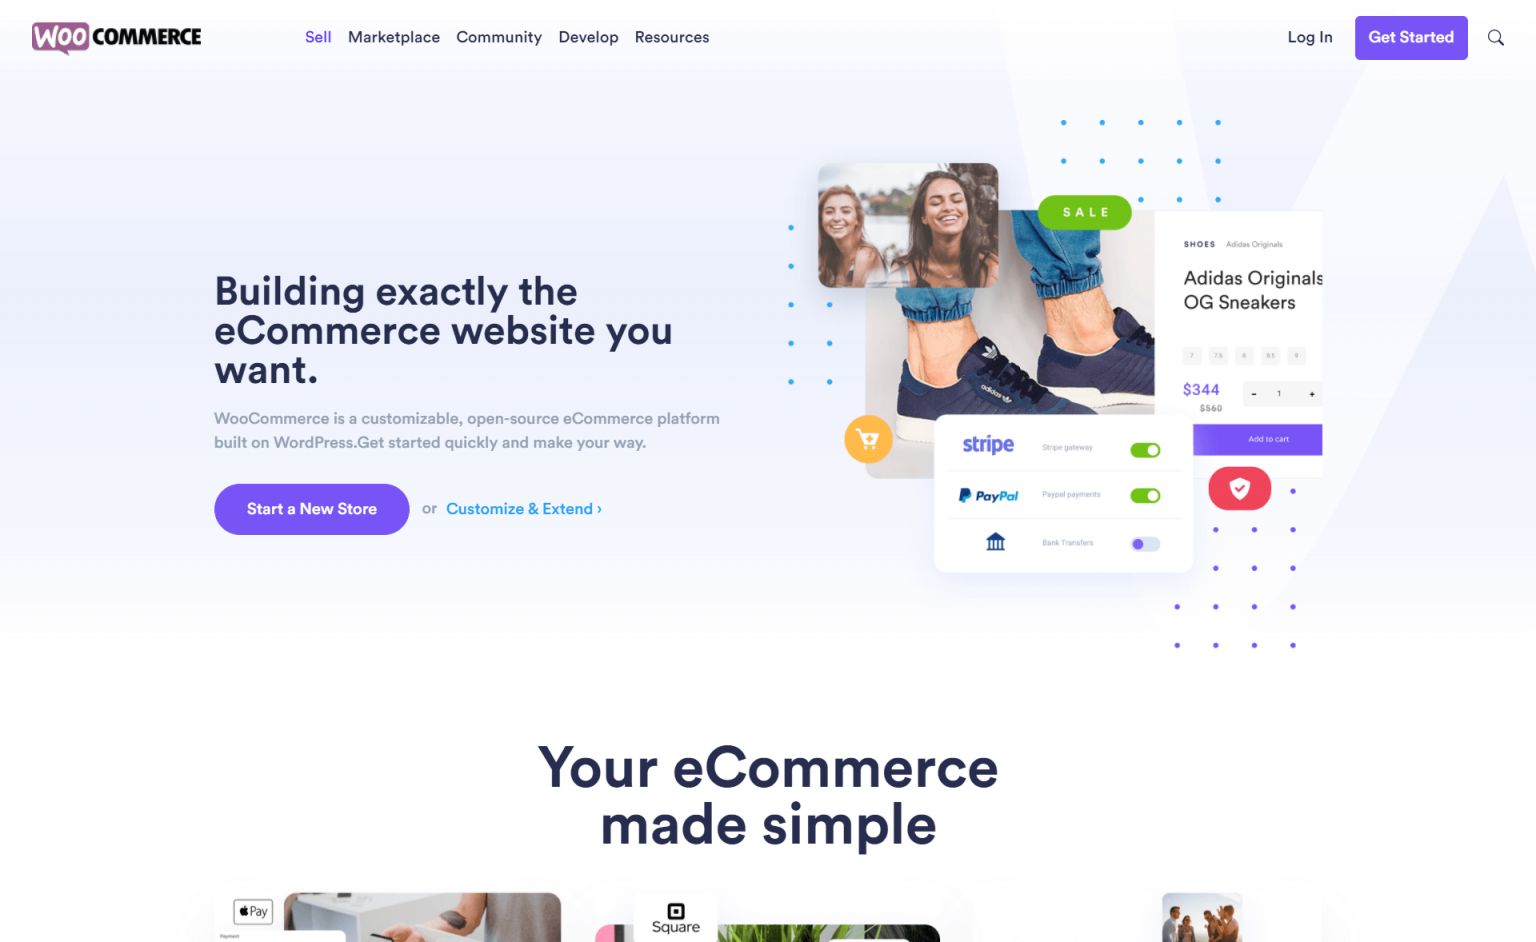 WOO COMMERCE
Sell Marketplace Community Develop Resources
Log In Get Started
SALE
SHOES Adidas Originals
Adidas Originals
OG Sneakers
7 7.5 8 8.5 9
$344
- 1 +
$560
Add to cart
adidas
Building exactly the
eCommerce website you
want.
WooCommerce is a customizable, open-source eCommerce platform
built on WordPress.Get started quickly and make your way.
Start a New Store or Customize & Extend ›
stripe Stripe gateway
PayPal Paypal payments
Bank Transfers
Your eCommerce
made simple
Pay
Payment
Square